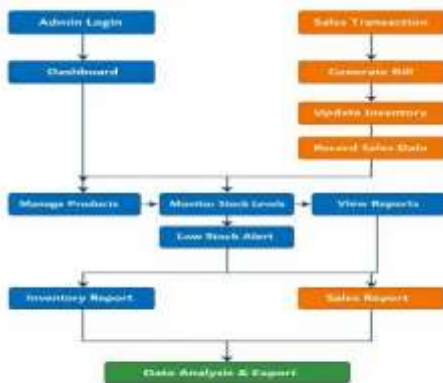 Admin Login
Sales Transaction
Dashboard
Generate Bill
Update Inventory
Record Sales Data
Manage Products
Monitor Stock Levels
View Reports
Low Stock Alert
Inventory Report
Sales Report
Data Analysis & Export